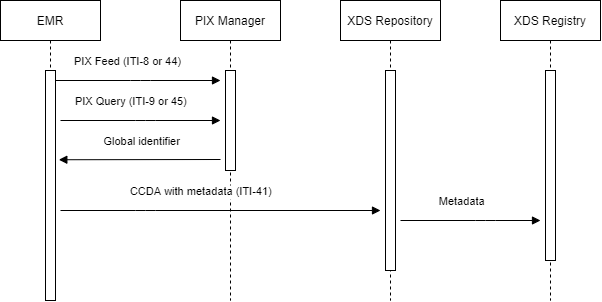 EMR
PIX Manager
XDS Repository
XDS Registry
PIX Feed (ITI-8 or 44)
PIX Query (ITI-9 or 45)
Global identifier
CCDA with metadata (ITI-41)
Metadata